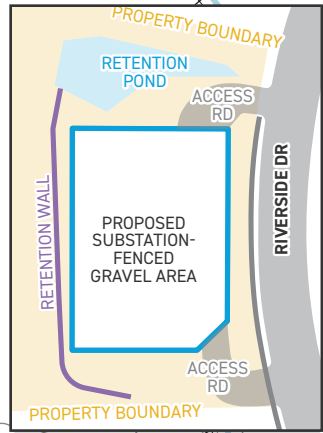 PROPERTY BOUNDARY
RETENTION
POND
ACCESS
RD
RETENTION WALL
PROPOSED
SUBSTATION-
FENCED
GRAVEL AREA
RIVERSIDE DR
ACCESS
RD
PROPERTY BOUNDARY